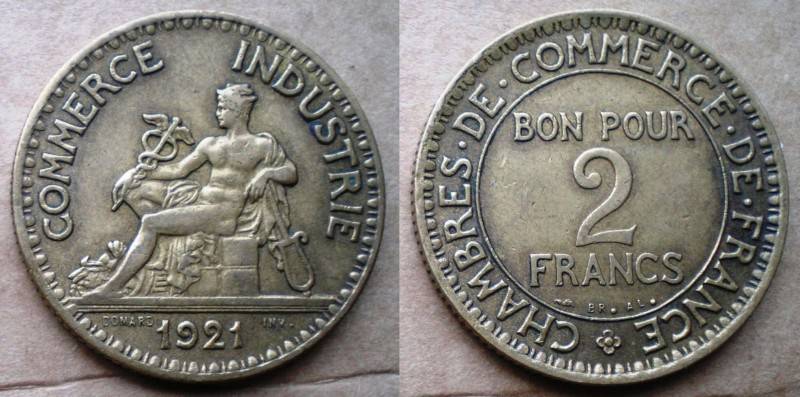 COMMERCE INDUSTRIE
DOMARD INV.
1921
CHAMBRES·DE·COMMERCE·DE·FRANCE
BON POUR
2
FRANCS
BR. AL.